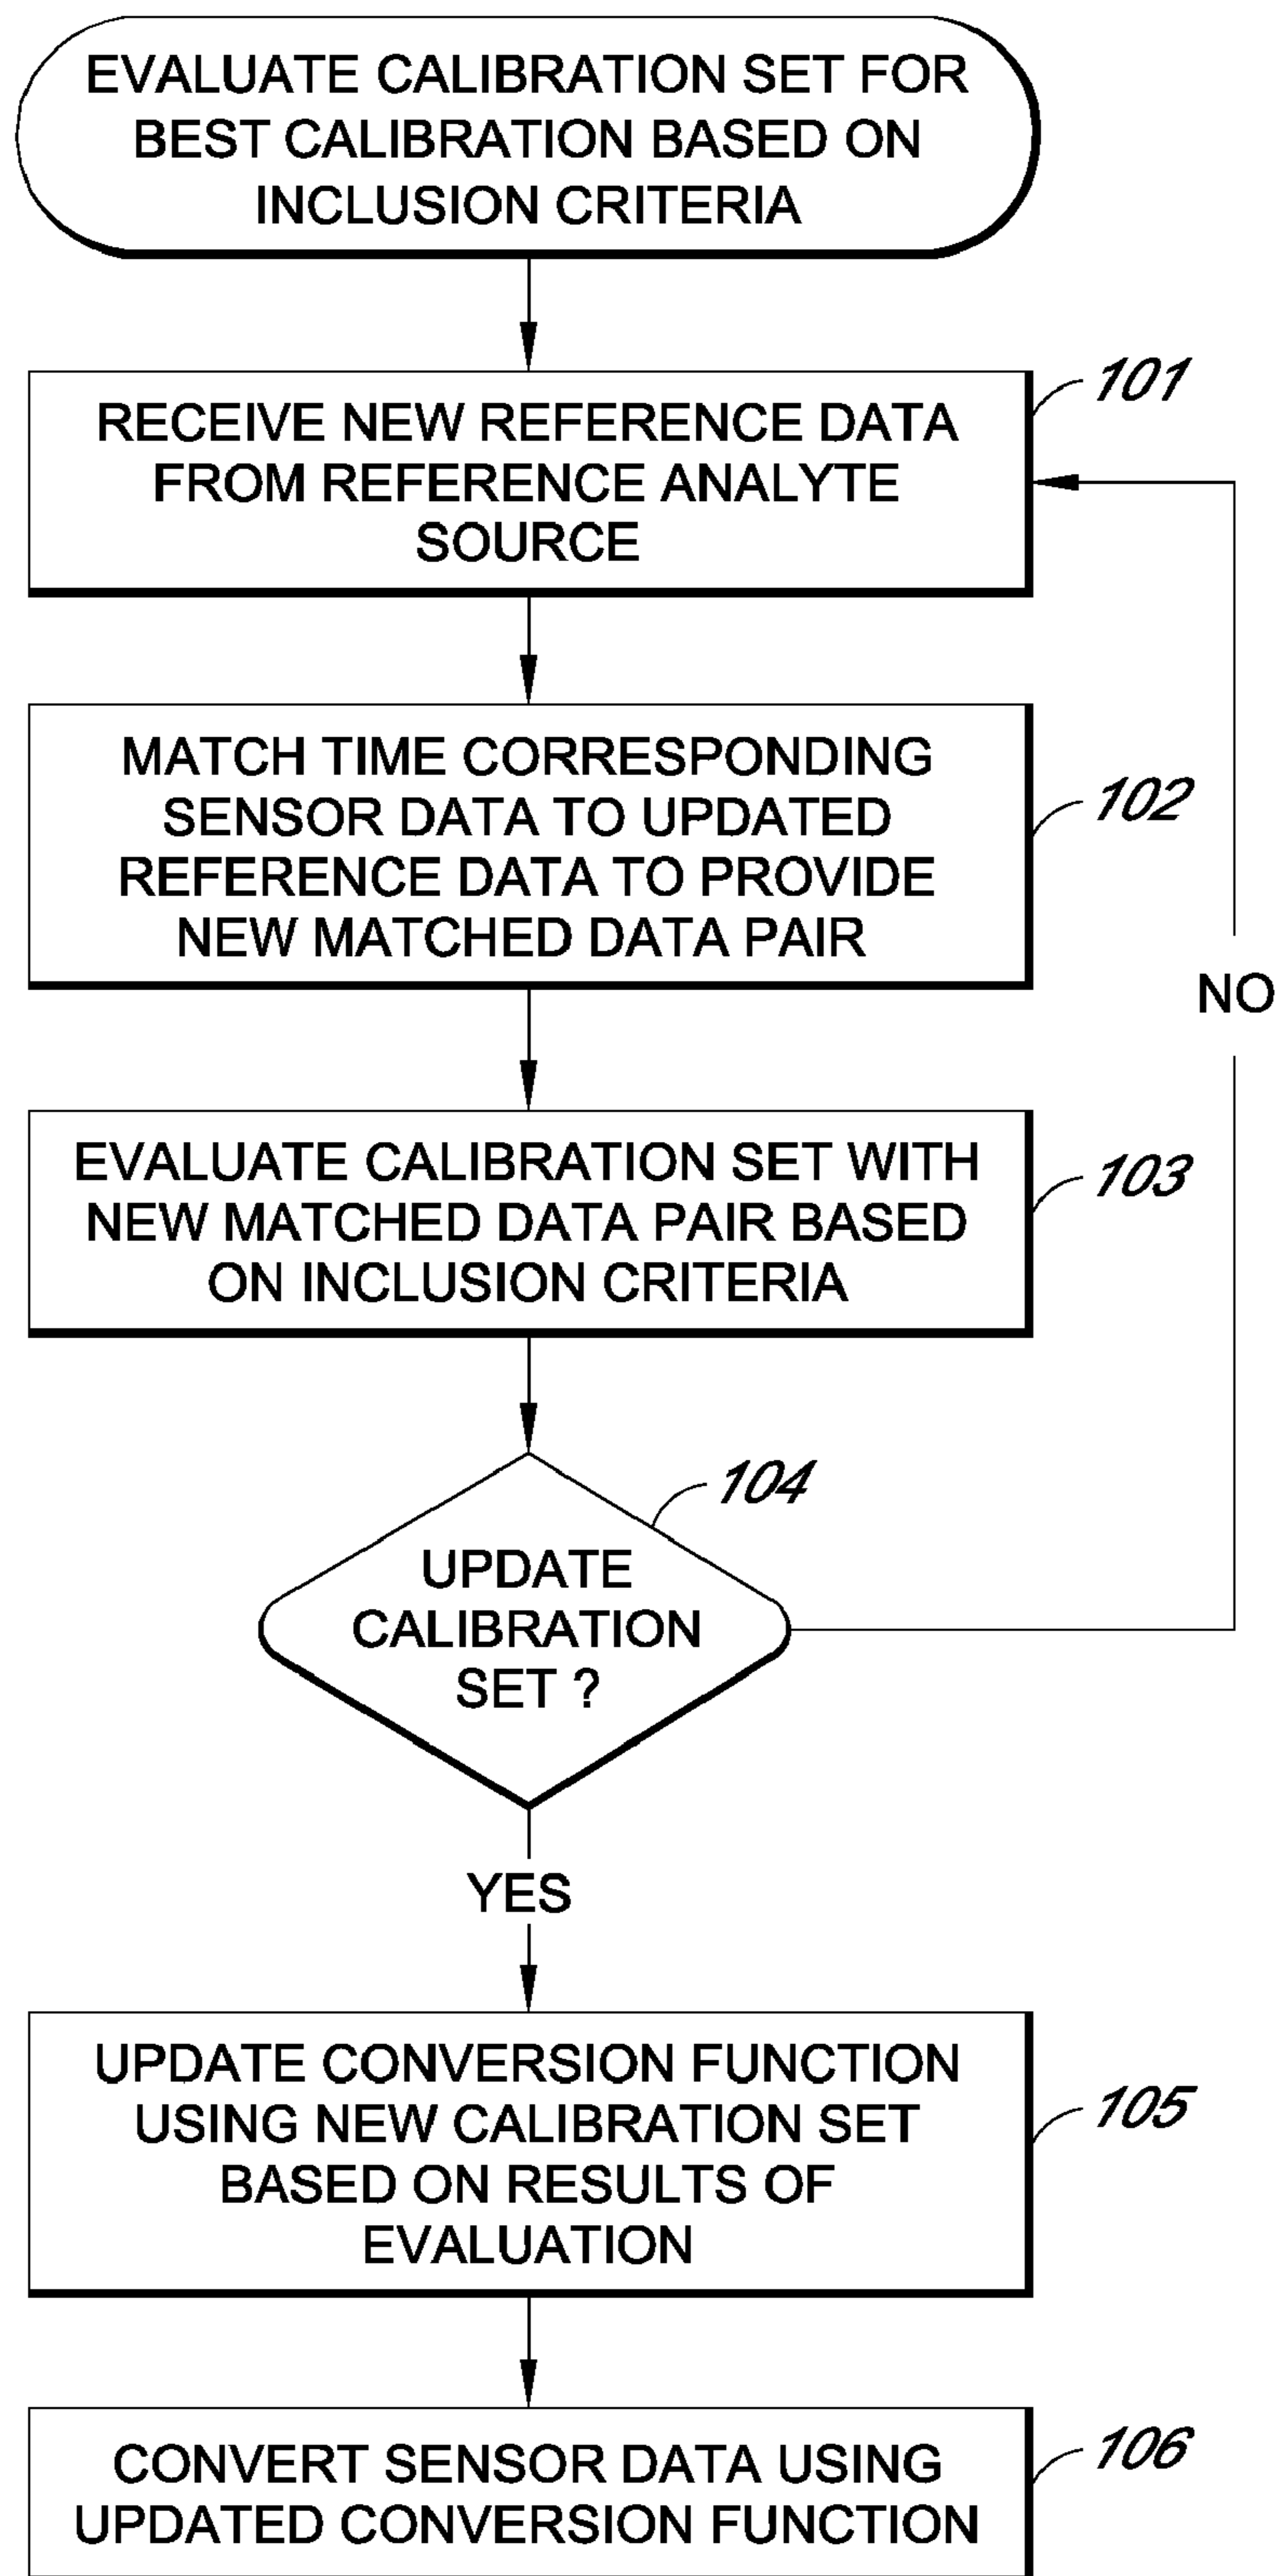 EVALUATE CALIBRATION SET FOR
BEST CALIBRATION BASED ON
INCLUSION CRITERIA
101
RECEIVE NEW REFERENCE DATA
FROM REFERENCE ANALYTE
SOURCE
102
MATCH TIME CORRESPONDING
SENSOR DATA TO UPDATED
REFERENCE DATA TO PROVIDE
NEW MATCHED DATA PAIR
NO
103
EVALUATE CALIBRATION SET WITH
NEW MATCHED DATA PAIR BASED
ON INCLUSION CRITERIA
104
UPDATE
CALIBRATION
SET ?
YES
105
UPDATE CONVERSION FUNCTION
USING NEW CALIBRATION SET
BASED ON RESULTS OF
EVALUATION
106
CONVERT SENSOR DATA USING
UPDATED CONVERSION FUNCTION